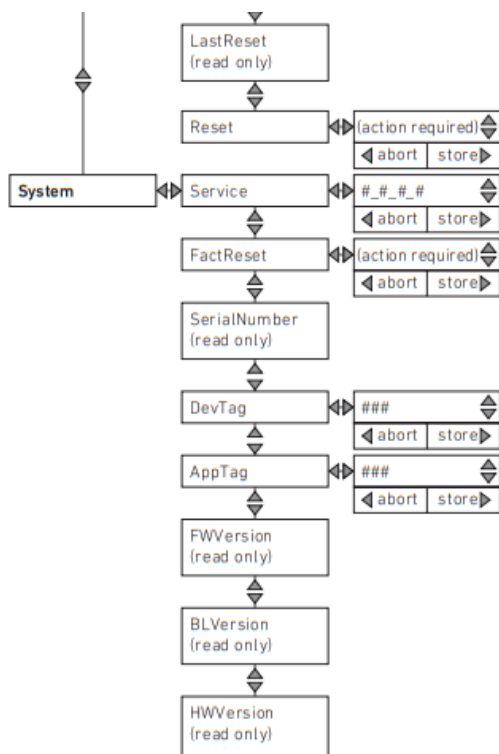 LastReset
(read only)
Reset
(action required)
abort
store
System
Service
#_#_#_#
abort
store
FactReset
(action required)
abort
store
SerialNumber
(read only)
DevTag
###
abort
store
AppTag
###
abort
store
FWVersion
(read only)
BLVersion
(read only)
HWVersion
(read only)